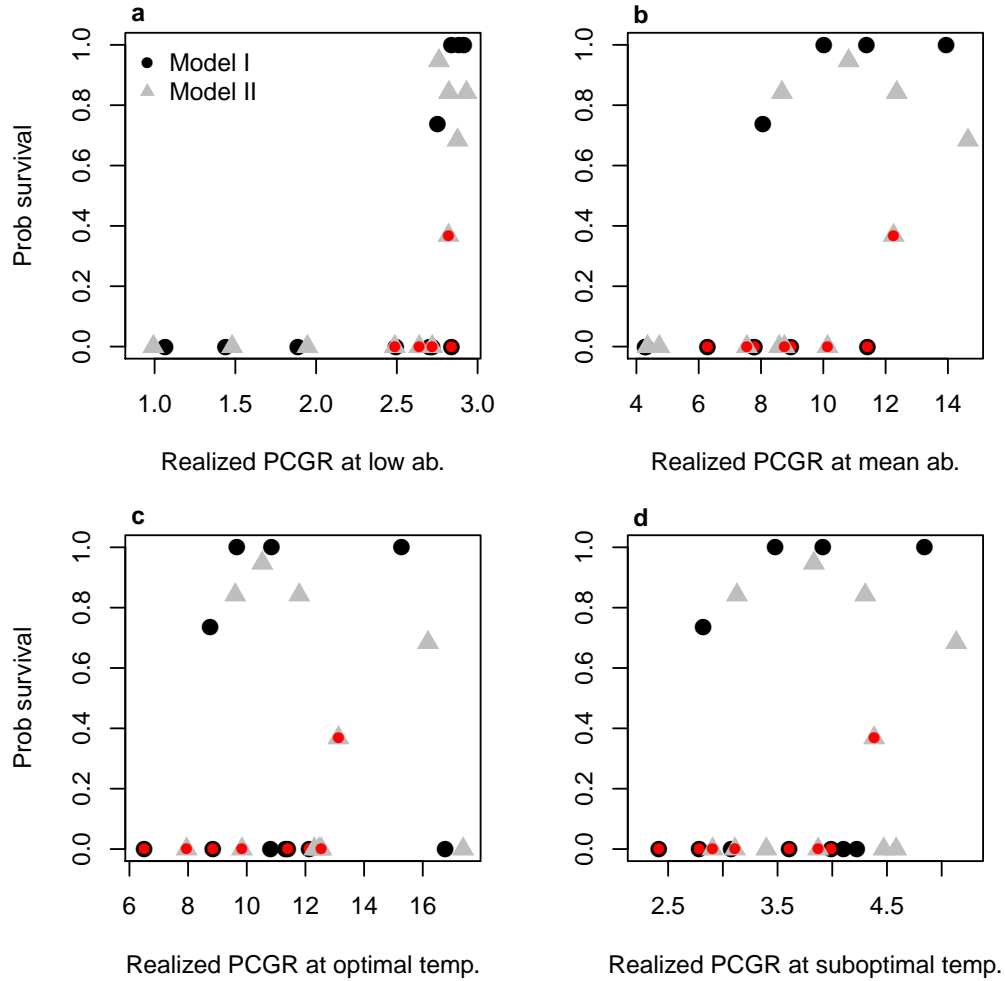 a
1.0
0.8
0.6
0.4
0.2
0.0
Prob survival
Model I
Model II
1.0 1.5 2.0 2.5 3.0
Realized PCGR at low ab.
b
1.0
0.8
0.6
0.4
0.2
0.0
4 6 8 10 12 14
Realized PCGR at mean ab.
c
1.0
0.8
0.6
0.4
0.2
0.0
Prob survival
6 8 10 12 14 16
Realized PCGR at optimal temp.
d
1.0
0.8
0.6
0.4
0.2
0.0
2.5 3.5 4.5
Realized PCGR at suboptimal temp.